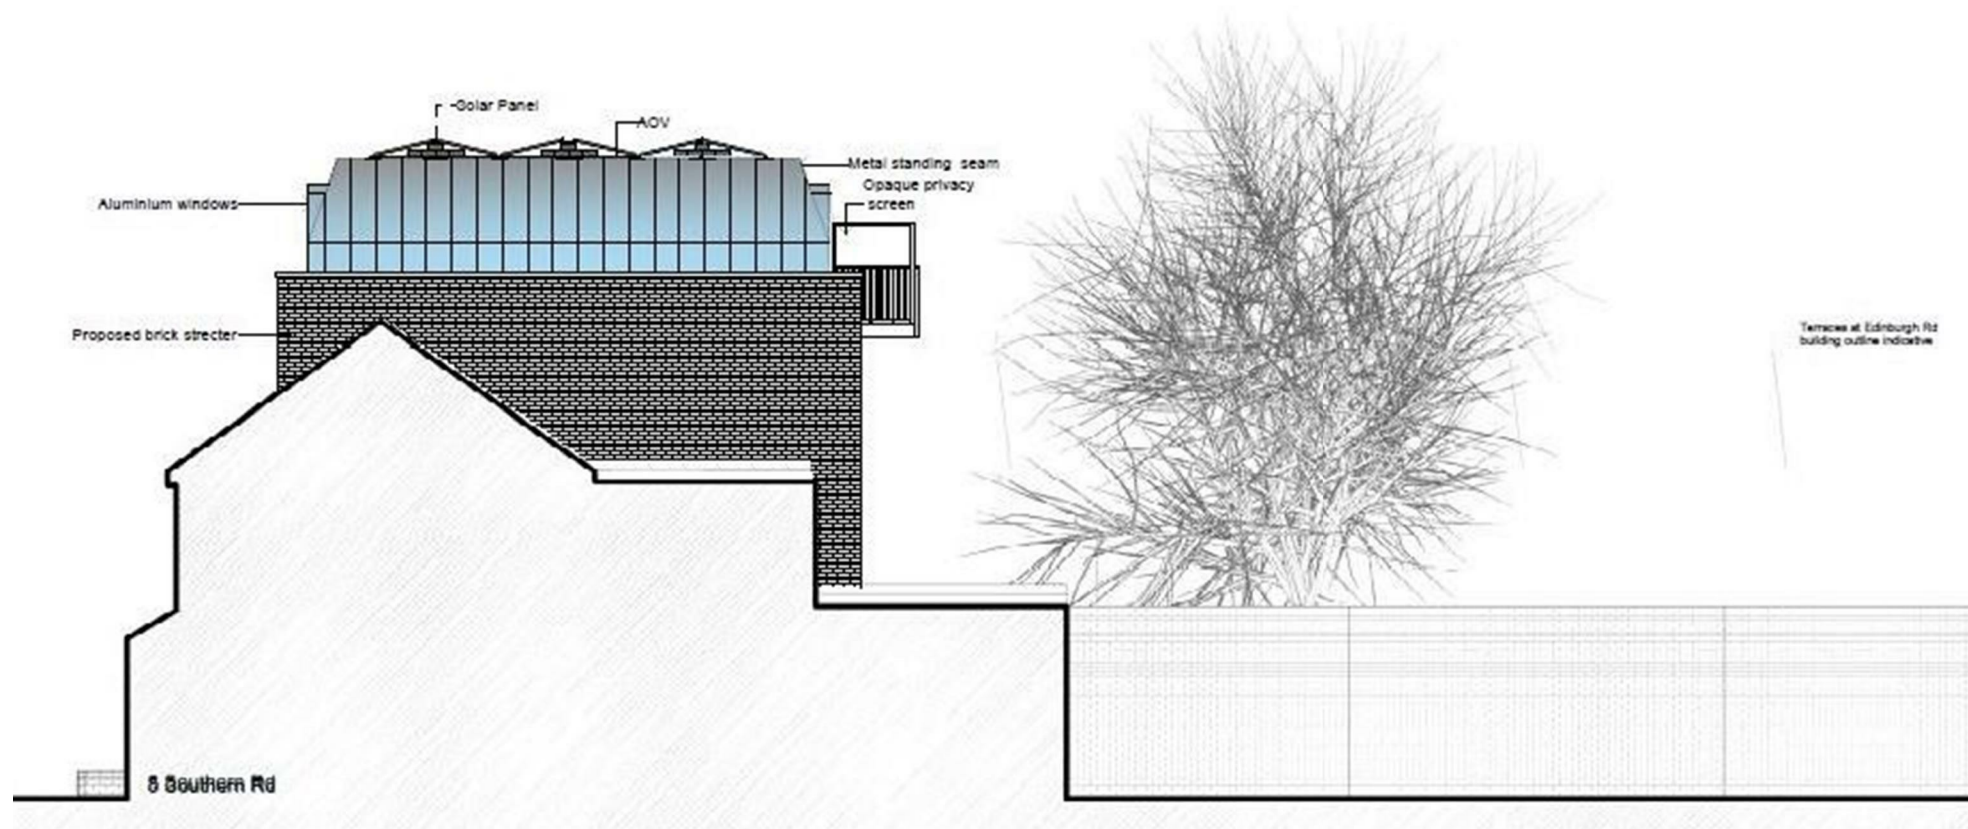 Solar Panel
AOV
Metal standing seam
Opaque privacy
screen
Aluminium windows
Proposed brick strecter
Terraces at Edinburgh Rd
building outline indicative
Southern Rd